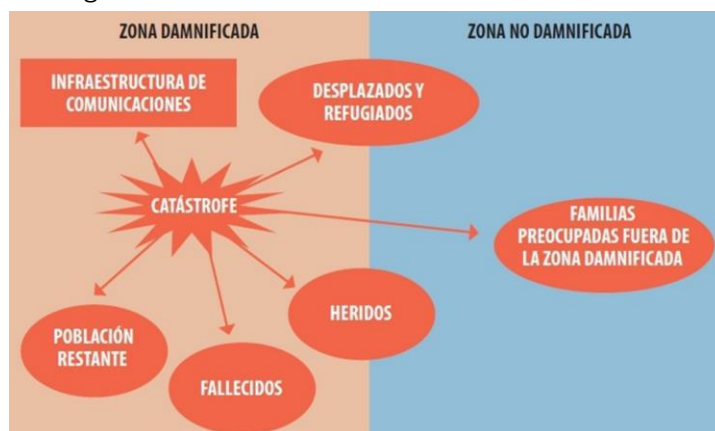 ZONA DAMNIFICADA
ZONA NO DAMNIFICADA
INFRAESTRUCTURA DE
COMUNICACIONES
DESPLAZADOS Y
REFUGIADOS
CATÁSTROFE
FAMILIAS
PREOCUPADAS FUERA DE
LA ZONA DAMNIFICADA
HERIDOS
POBLACIÓN
RESTANTE
FALLECIDOS